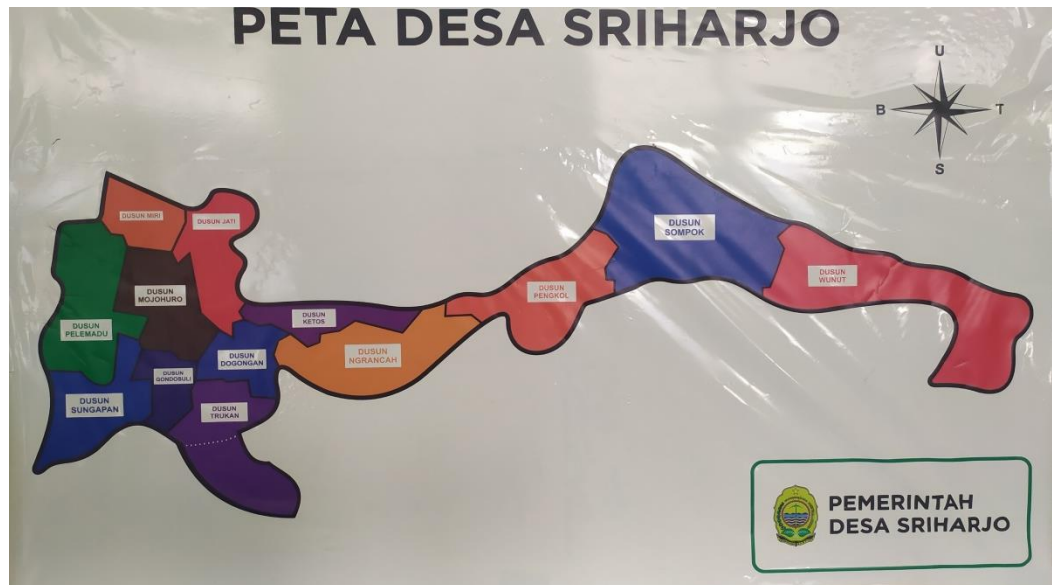 PETA DESA SRIHARJO
U
B
T
S
DUSUN MIRI
DUSUN JATI
DUSUN
SOMPOK
DUSUN
WUNUT
DUSUN
MOJOHURO
DUSUN
PENGKOL
DUSUN
KETOS
DUSUN
PELEMADU
DUSUN
DOGONGAN
DUSUN
NGRANCAH
DUSUN
GONDOSULI
DUSUN
SUNGAPAN
DUSUN
TRUKAN
PEMERINTAH
DESA SRIHARJO